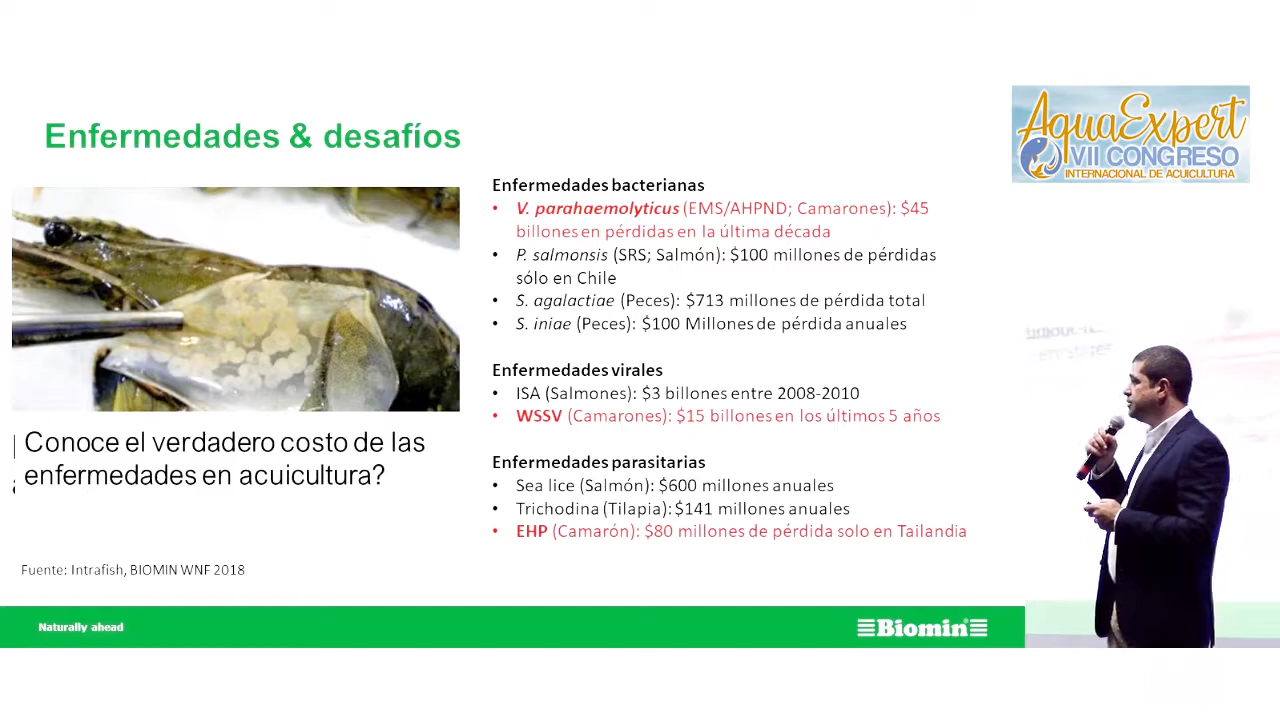 Enfermedades & desafíos
AquaExpert
VII CONGRESO
INTERNACIONAL DE ACUICULTURA
Enfermedades bacterianas
• V. parahaemolyticus (EMS/AHPND; Camarones): $45
billones en pérdidas en la última década
• P. salmonsis (SRS; Salmón): $100 millones de pérdidas
sólo en Chile
• S. agalactiae (Peces): $713 millones de pérdida total
• S. iniae (Peces): $100 Millones de pérdida anuales
Enfermedades virales
• ISA (Salmones): $3 billones entre 2008-2010
• WSSV (Camarones): $15 billones en los últimos 5 años
Enfermedades parasitarias
• Sea lice (Salmón): $600 millones anuales
• Trichodina (Tilapia): $141 millones anuales
• EHP (Camarón): $80 millones de pérdida solo en Tailandia
Conoce el verdadero costo de las
enfermedades en acuicultura?
Fuente: Intrafish, BIOMIN WNF 2018
Naturally ahead
Biomin